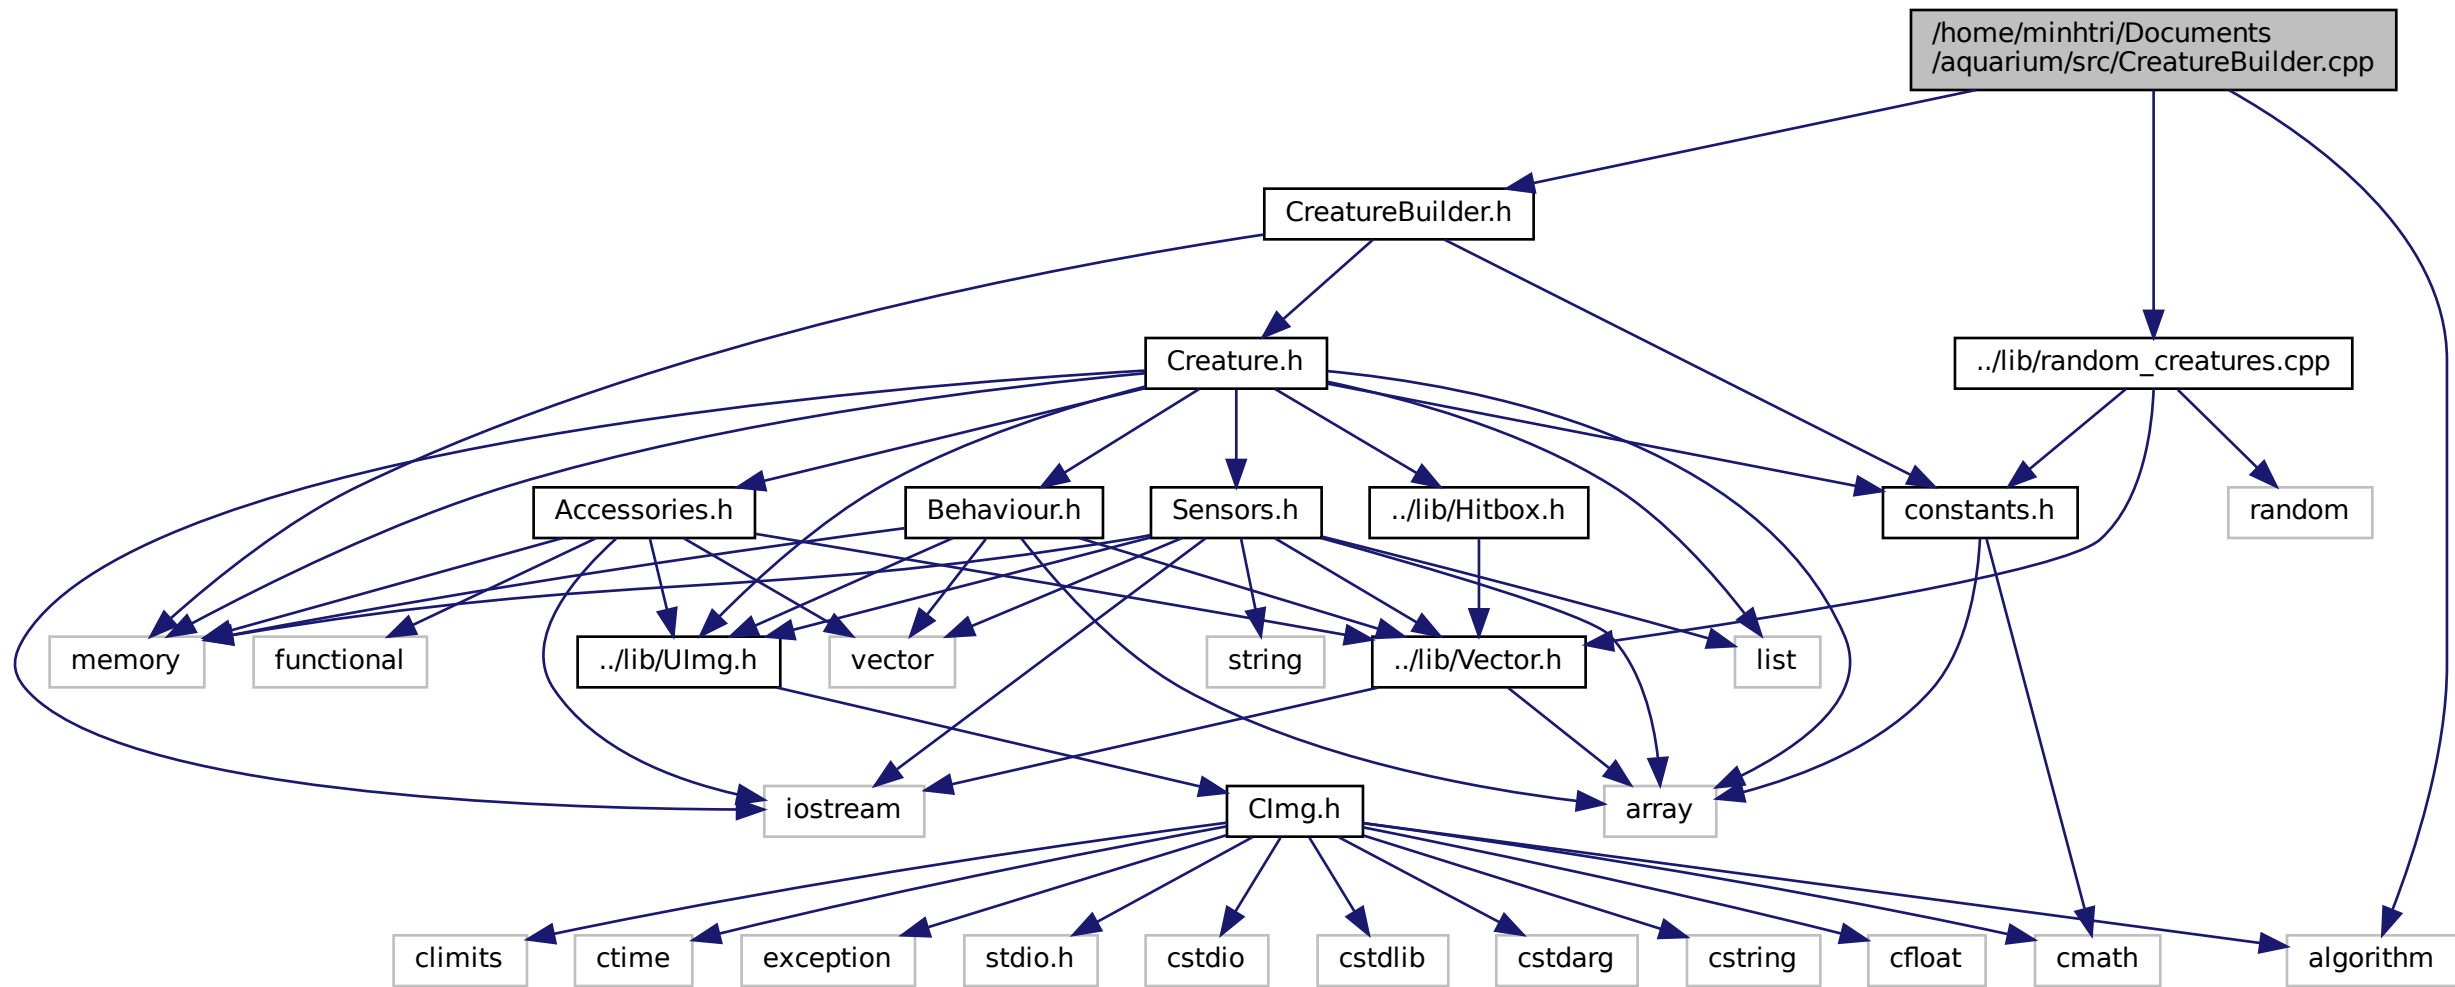 /home/minhtri/Documents
/aquarium/src/CreatureBuilder.cpp
CreatureBuilder.h
Creature.h
../lib/random_creatures.cpp
Accessories.h
Behaviour.h
Sensors.h
../lib/Hitbox.h
constants.h
random
memory
functional
../lib/UImg.h
vector
string
../lib/Vector.h
list
iostream
CImg.h
array
climits
ctime
exception
stdio.h
cstdio
cstdlib
cstdarg
cstring
cfloat
cmath
algorithm